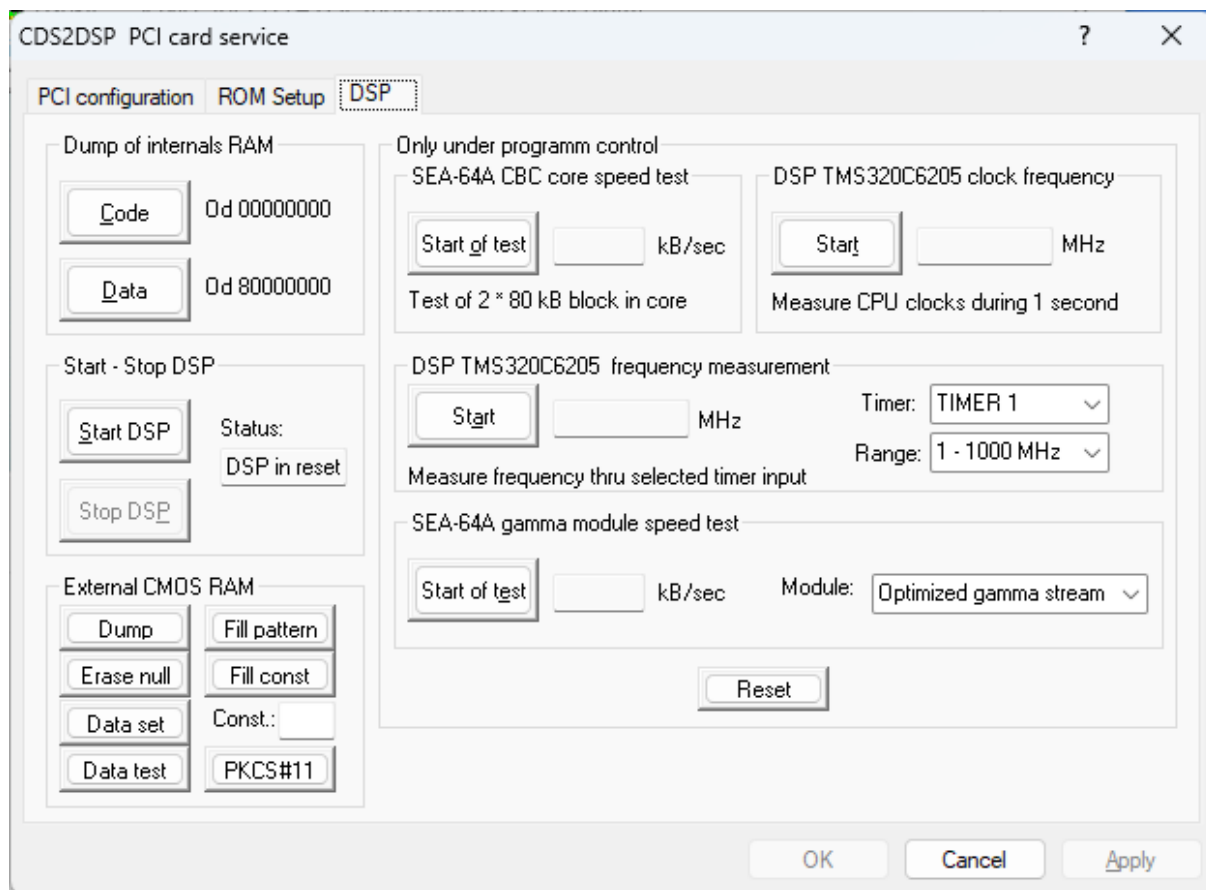 CDS2DSP PCI card service
?
PCI configuration
ROM Setup
DSP
Dump of internals RAM
Code
Od 00000000
Data
Od 80000000
Start - Stop DSP
Start DSP
Status:
DSP in reset
Stop DSP
External CMOS RAM
Dump
Fill pattern
Erase null
Fill const
Data set
Const.:
Data test
PKCS#11
Only under programm control
SEA-64A CBC core speed test
Start of test
kB/sec
Test of 2 * 80 kB block in core
DSP TMS320C6205 clock frequency
Start
MHz
Measure CPU clocks during 1 second
DSP TMS320C6205 frequency measurement
Start
MHz
Timer:
TIMER 1
Range:
1 - 1000 MHz
Measure frequency thru selected timer input
SEA-64A gamma module speed test
Start of test
kB/sec
Module:
Optimized gamma stream
Reset
OK
Cancel
Apply